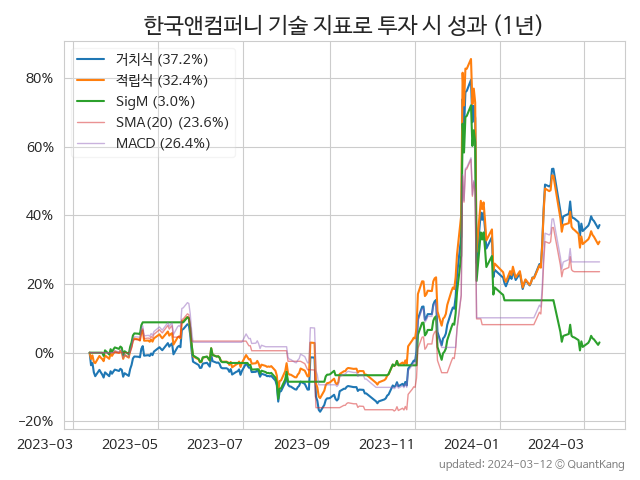 한국앤컴퍼니 기술 지표로 투자 시 성과 (1년)
거치식 (37.2%)
적립식 (32.4%)
SigM (3.0%)
SMA(20) (23.6%)
MACD (26.4%)
80%
60%
40%
20%
0%
−20%
2023-03 2023-05 2023-07 2023-09 2023-11 2024-01 2024-03
updated: 2024-03-12 © QuantKang